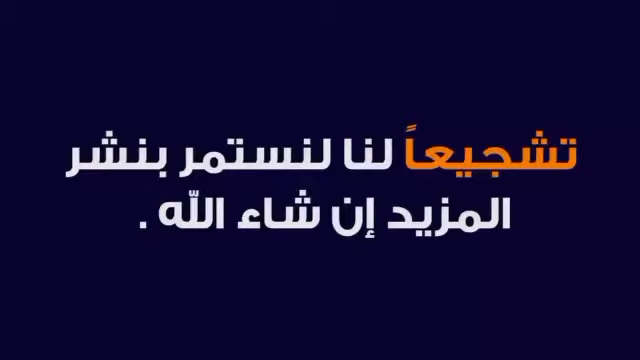 تشجيعاً لنا لنستمر بنشر
المزيد إن شاء الله .